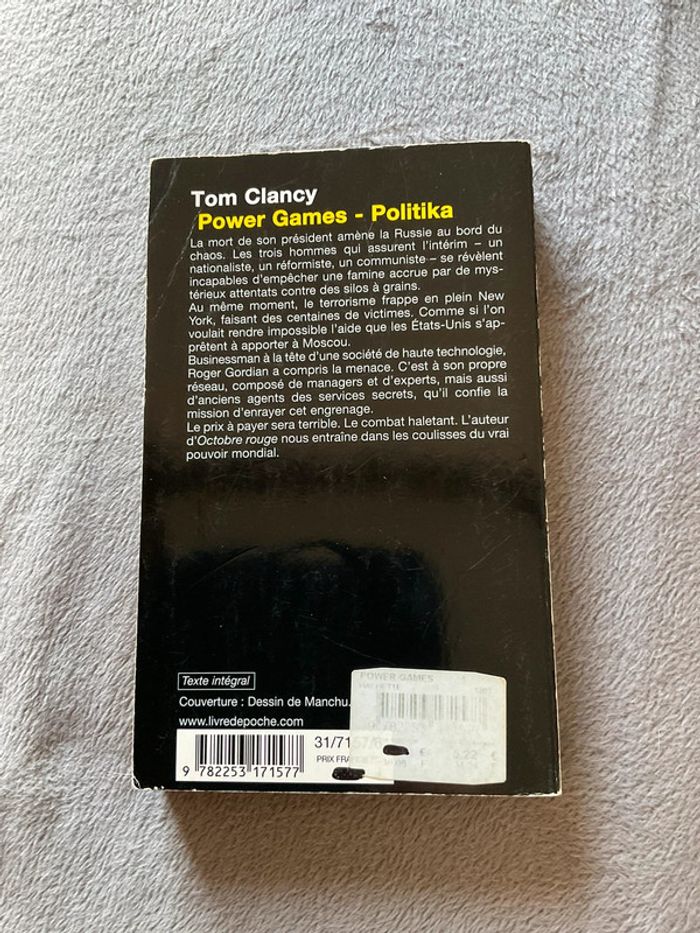 Tom Clancy
Power Games - Politika
La mort de son président amène la Russie au bord du
chaos. Les trois hommes qui assurent l'intérim – un
nationaliste, un réformiste, un communiste – se révèlent
incapables d'empêcher une famine accrue par de mys-
térieux attentats contre des silos à grains.
Au même moment, le terrorisme frappe en plein New
York, faisant des centaines de victimes. Comme si l'on
voulait rendre impossible l'aide que les États-Unis s'ap-
prêtent à apporter à Moscou.
Businessman à la tête d'une société de haute technologie,
Roger Gordian a compris la menace. C'est à son propre
réseau, composé de managers et d'experts, mais aussi
d'anciens agents des services secrets, qu'il confie la
mission d'enrayer cet engrenage.
Le prix à payer sera terrible. Le combat haletant. L'auteur
d'Octobre rouge nous entraîne dans les coulisses du vrai
pouvoir mondial.
Texte intégral
Couverture : Dessin de Manchu.
www.livredepoche.com
POWER GAMES
HACHETTE
31/7157/
PRIX
9 782253 171577